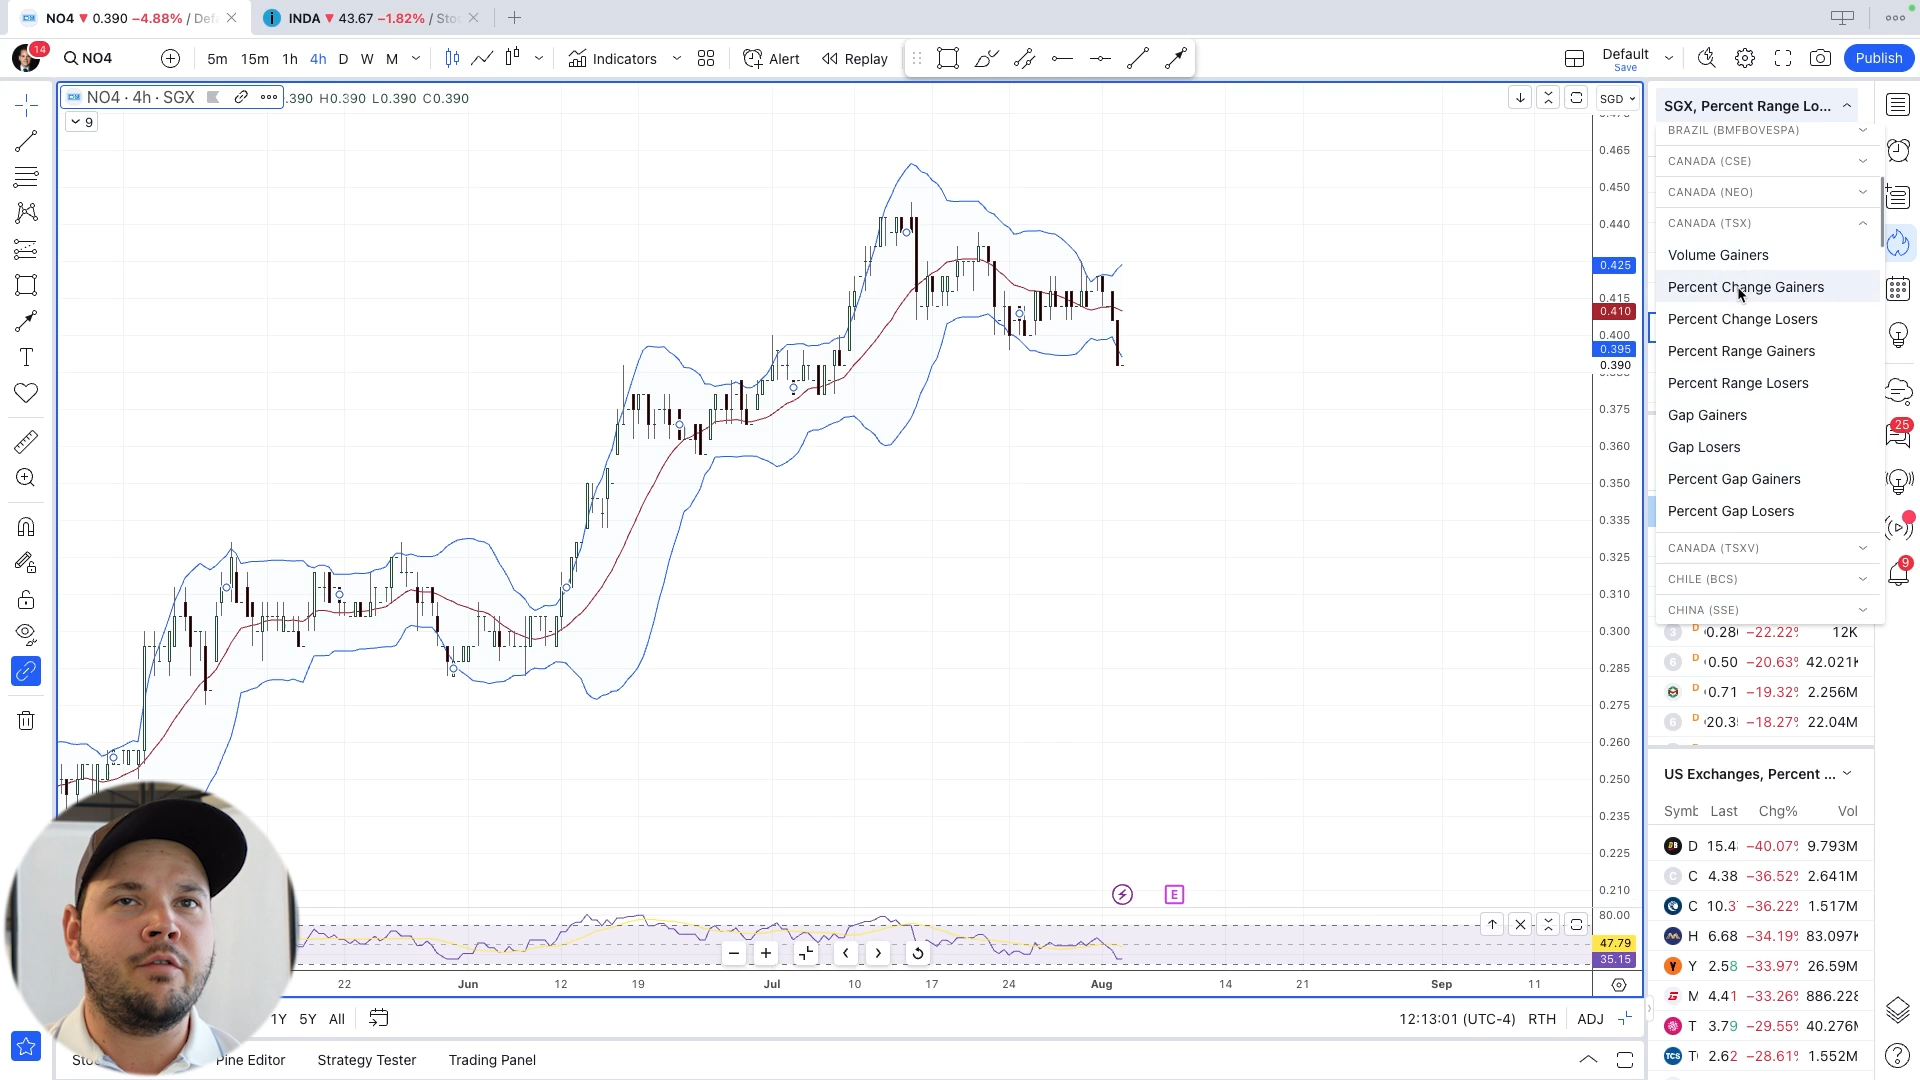 NO4 ▼ 0.390 −4.88% / Def
INDA ▼ 43.67 −1.82% / Sto
14
NO4
5m
15m
1h
4h
D
W
M
Indicators
Alert
Replay
Default
Save
Publish
NO4 · 4h · SGX
.390 H0.390 L0.390 C0.390
9
SGD
0.465
0.450
0.440
0.425
0.415
0.410
0.400
0.395
0.390
0.375
0.360
0.350
0.335
0.325
0.310
0.300
0.285
0.275
0.260
0.250
0.235
0.225
0.210
80.00
47.79
35.15
E
22
Jun
12
19
Jul
10
17
24
Aug
14
21
Sep
11
1Y
5Y
All
12:13:01 (UTC-4)
RTH
ADJ
Pine Editor
Strategy Tester
Trading Panel
SGX, Percent Range Lo...
BRAZIL (BMFBOVESPA)
CANADA (CSE)
CANADA (NEO)
CANADA (TSX)
Volume Gainers
Percent Change Gainers
Percent Change Losers
Percent Range Gainers
Percent Range Losers
Gap Gainers
Gap Losers
Percent Gap Gainers
Percent Gap Losers
CANADA (TSXV)
CHILE (BCS)
CHINA (SSE)
3 D 0.28 −22.22% 12K
6 D 0.50 −20.63% 42.021K
D 0.71 −19.32% 2.256M
6 D 20.3 −18.27% 22.04M
US Exchanges, Percent ...
Symb Last Chg% Vol
D 15.4 −40.07% 9.793M
C 4.38 −36.52% 2.641M
C 10.3 −36.22% 1.517M
H 6.68 −34.19% 83.097K
Y 2.58 −33.97% 26.59M
M 4.41 −33.26% 886.228
T 3.79 −29.55% 40.276M
T 2.62 −28.61% 1.552M
25
9